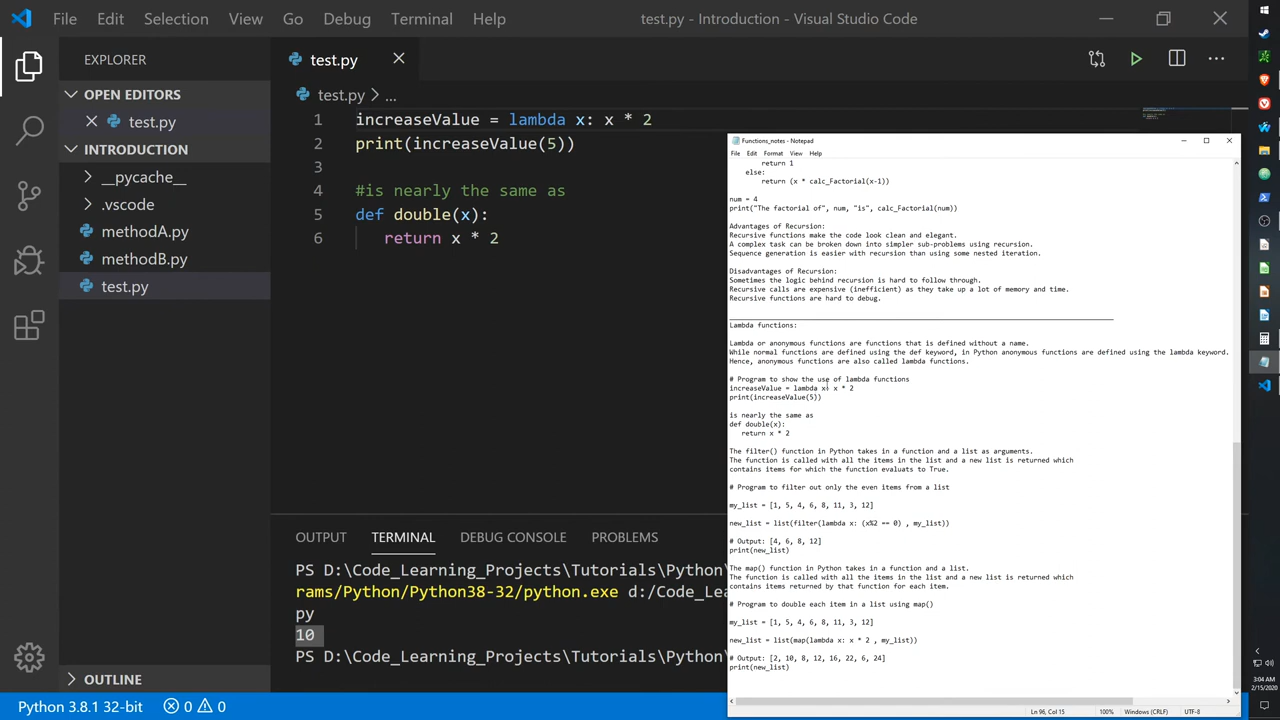 File Edit Selection View Go Debug Terminal Help test.py - Introduction - Visual Studio Code
EXPLORER
OPEN EDITORS
test.py
INTRODUCTION
__pycache__
.vscode
methodA.py
methodB.py
test.py
OUTLINE
test.py
test.py > ...
1 increaseValue = lambda x: x * 2
2 print(increaseValue(5))
3
4 #is nearly the same as
5 def double(x):
6 return x * 2
OUTPUT TERMINAL DEBUG CONSOLE PROBLEMS
PS D:\Code_Learning_Projects\Tutorials\Python
rams/Python/Python38-32/python.exe d:/Code_Lea
py
10
PS D:\Code_Learning_Projects\Tutorials\Python
Python 3.8.1 32-bit 0 0
Functions_notes - Notepad
File Edit Format View Help
return 1
else:
return (x * calc_Factorial(x-1))
num = 4
print("The factorial of", num, "is", calc_Factorial(num))
Advantages of Recursion:
Recursive functions make the code look clean and elegant.
A complex task can be broken down into simpler sub-problems using recursion.
Sequence generation is easier with recursion than using some nested iteration.
Disadvantages of Recursion:
Sometimes the logic behind recursion is hard to follow through.
Recursive calls are expensive (inefficient) as they take up a lot of memory and time.
Recursive functions are hard to debug.
Lambda functions:
Lambda or anonymous functions are functions that is defined without a name.
While normal functions are defined using the def keyword, in Python anonymous functions are defined using the lambda keyword.
Hence, anonymous functions are also called lambda functions.
# Program to show the use of lambda functions
increaseValue = lambda x: x * 2
print(increaseValue(5))
is nearly the same as
def double(x):
return x * 2
The filter() function in Python takes in a function and a list as arguments.
The function is called with all the items in the list and a new list is returned which
contains items for which the function evaluats to True.
# Program to filter out only the even items from a list
my_list = [1, 5, 4, 6, 8, 11, 3, 12]
new_list = list(filter(lambda x: (x%2 == 0) , my_list))
# Output: [4, 6, 8, 12]
print(new_list)
The map() function in Python takes in a function and a list.
The function is called with all the items in the list and a new list is returned which
contains items returned by that function for each item.
# Program to double each item in a list using map()
my_list = [1, 5, 4, 6, 8, 11, 3, 12]
new_list = list(map(lambda x: x * 2 , my_list))
# Output: [2, 10, 8, 12, 16, 22, 6, 24]
print(new_list)
Ln 96, Col 15 100% Windows (CRLF) UTF-8
3:04 AM
2/15/2020